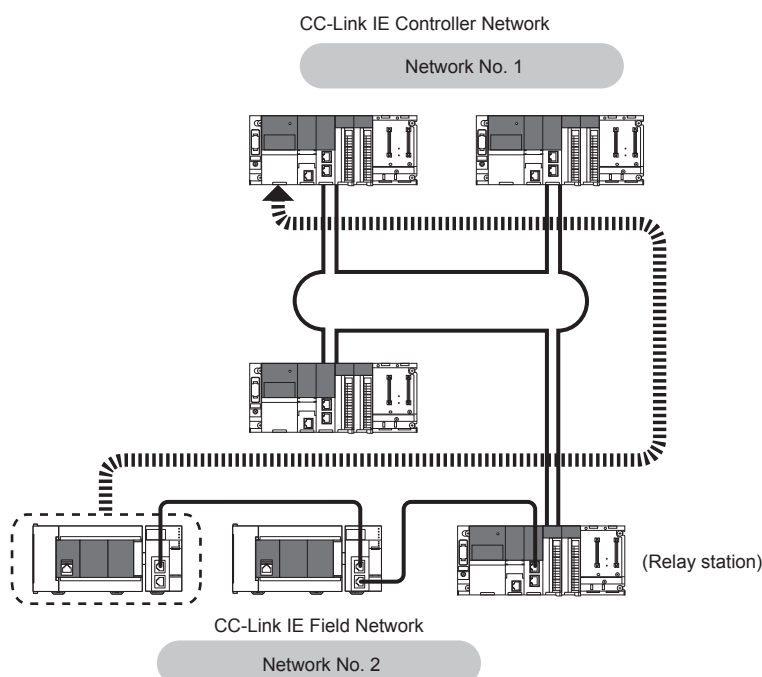 CC-Link IE Controller Network
Network No. 1
(Relay station)
CC-Link IE Field Network
Network No. 2